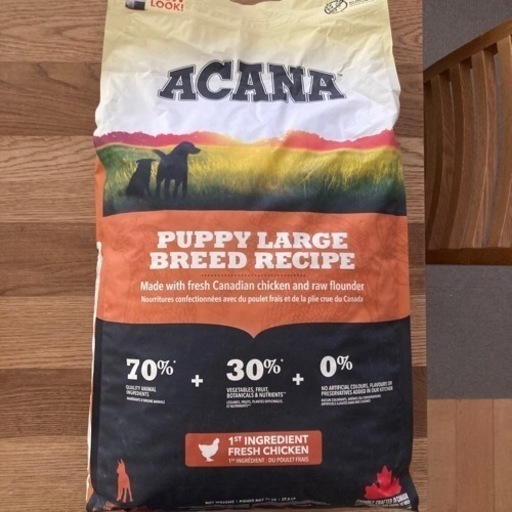 LOOK!
ACANA
PUPPY LARGE
BREED RECIPE
Made with fresh Canadian chicken and raw flounder
Nourritures confectionnées avec du poulet frais et de la plie crue du Canada
70%* + 30%* + 0%
QUALITY ANIMAL
INGREDIENTS
VEGETABLES, FRUIT,
BOTANICALS & NUTRIENTS
NO ARTIFICIAL COLOURS, FLAVOURS OR
PRESERVATIVES ADDED IN OUR KITCHEN
1ST INGREDIENT
FRESH CHICKEN
1ER INGRÉDIENT : DU POULET FRAIS